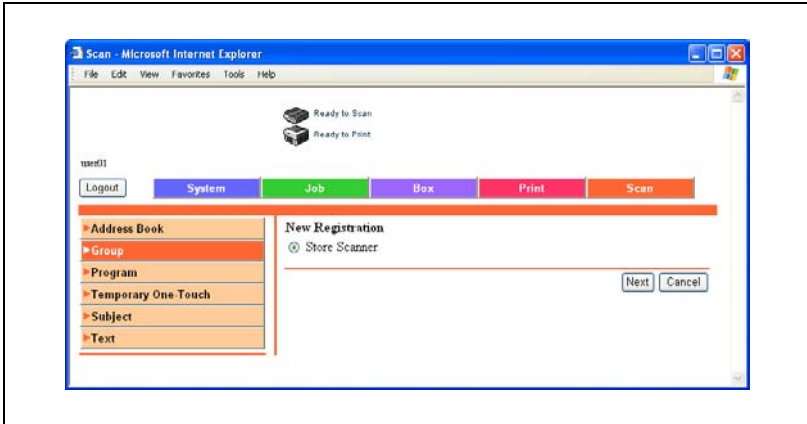 Scan - Microsoft Internet Explorer
File Edit View Favorites Tools Help
Ready to Scan
Ready to Print
user01
Logout System Job Box Print Scan
Address Book
Group
Program
Temporary One-Touch
Subject
Text
New Registration
Store Scanner
Next Cancel